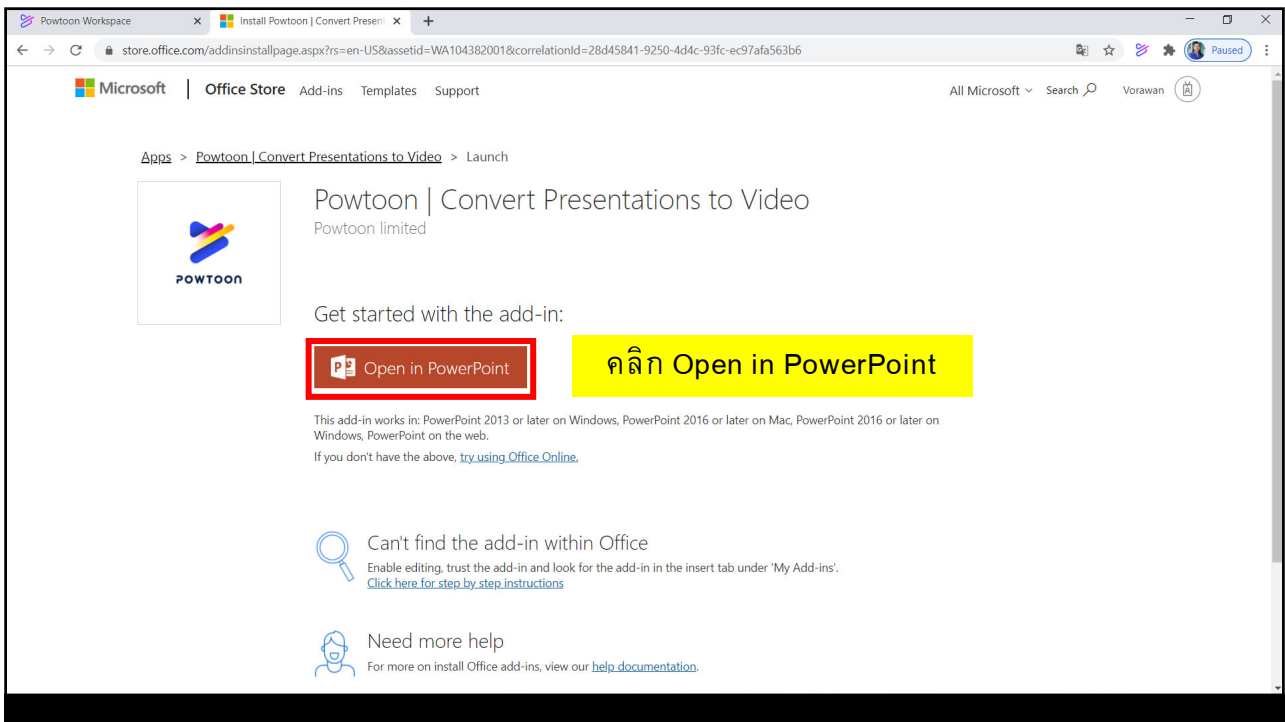 Powtoon Workspace
Install Powtoon | Convert Present
store.office.com/addinsinstallpage.aspx?rs=en-US&assetid=WA104382001&correlationId=28d45841-9250-4d4c-93fc-ec97afa563b6
Paused
Microsoft | Office Store Add-ins Templates Support All Microsoft Search Vorawan
Apps > Powtoon | Convert Presentations to Video > Launch
Powtoon | Convert Presentations to Video
Powtoon limited
POWTOON
Get started with the add-in:
Open in PowerPoint
คลิก Open in PowerPoint
This add-in works in: PowerPoint 2013 or later on Windows, PowerPoint 2016 or later on Mac, PowerPoint 2016 or later on
Windows, PowerPoint on the web.
If you don't have the above, try using Office Online.
Can't find the add-in within Office
Enable editing, trust the add-in and look for the add-in in the insert tab under 'My Add-ins'.
Click here for step by step instructions
Need more help
For more on install Office add-ins, view our help documentation.